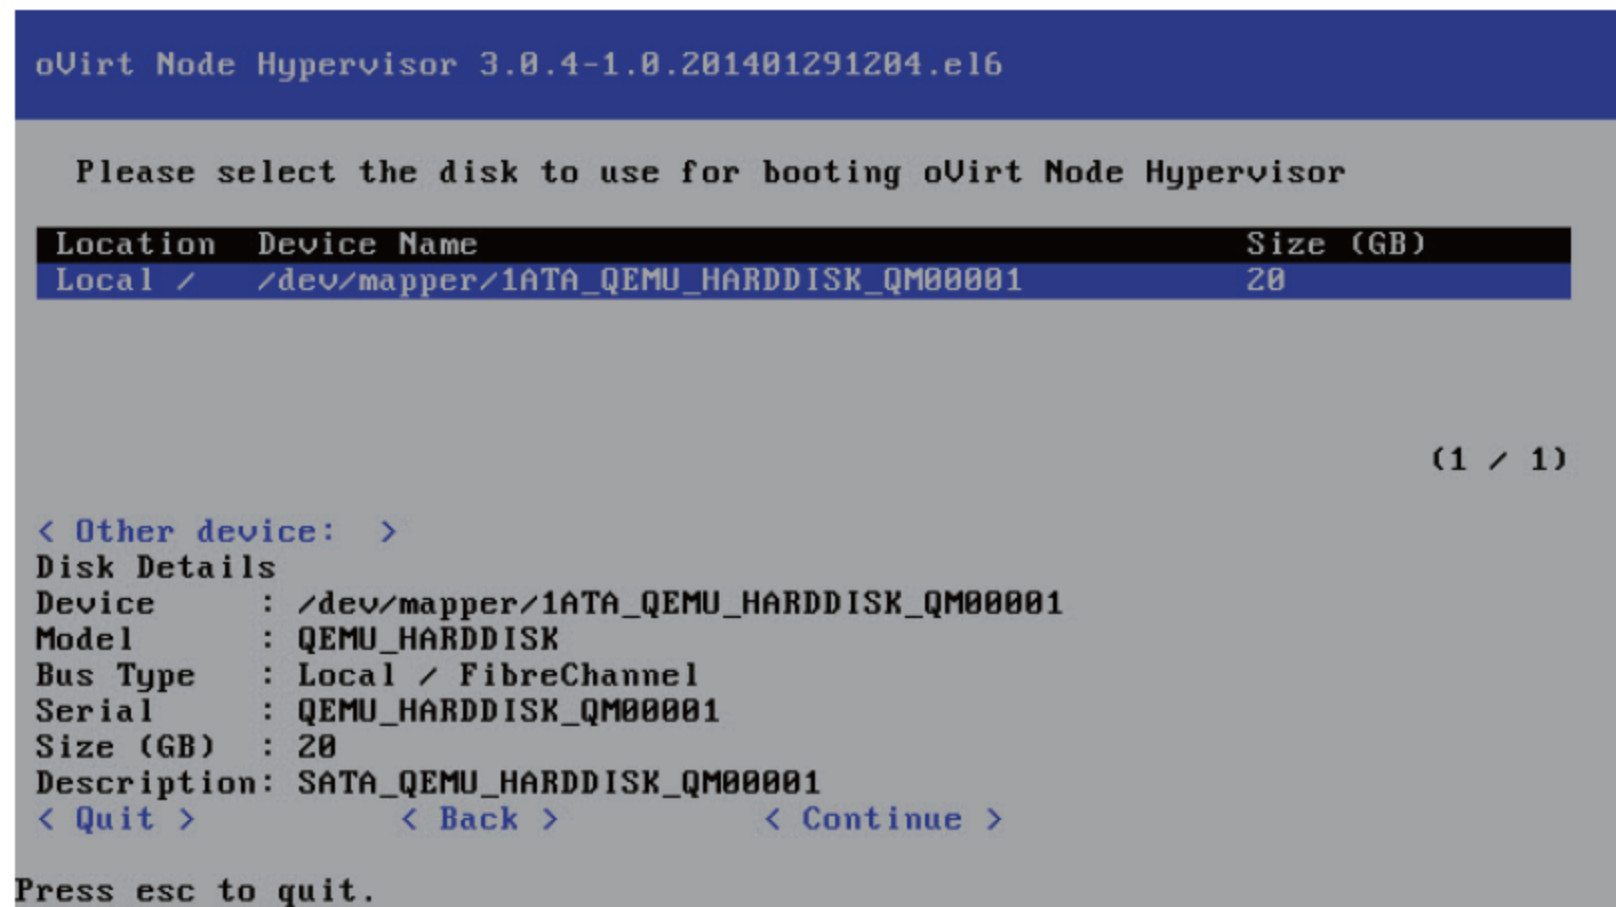 oVirt Node Hypervisor 3.0.4-1.0.201401291204.el6
Please select the disk to use for booting oVirt Node Hypervisor
Location Device Name Size (GB)
Local / /dev/mapper/1ATA_QEMU_HARDDISK_QM00001 20
(1 / 1)
< Other device: >
Disk Details
Device : /dev/mapper/1ATA_QEMU_HARDDISK_QM00001
Model : QEMU_HARDDISK
Bus Type : Local / FibreChannel
Serial : QEMU_HARDDISK_QM00001
Size (GB) : 20
Description: SATA_QEMU_HARDDISK_QM00001
< Quit > < Back > < Continue >
Press esc to quit.